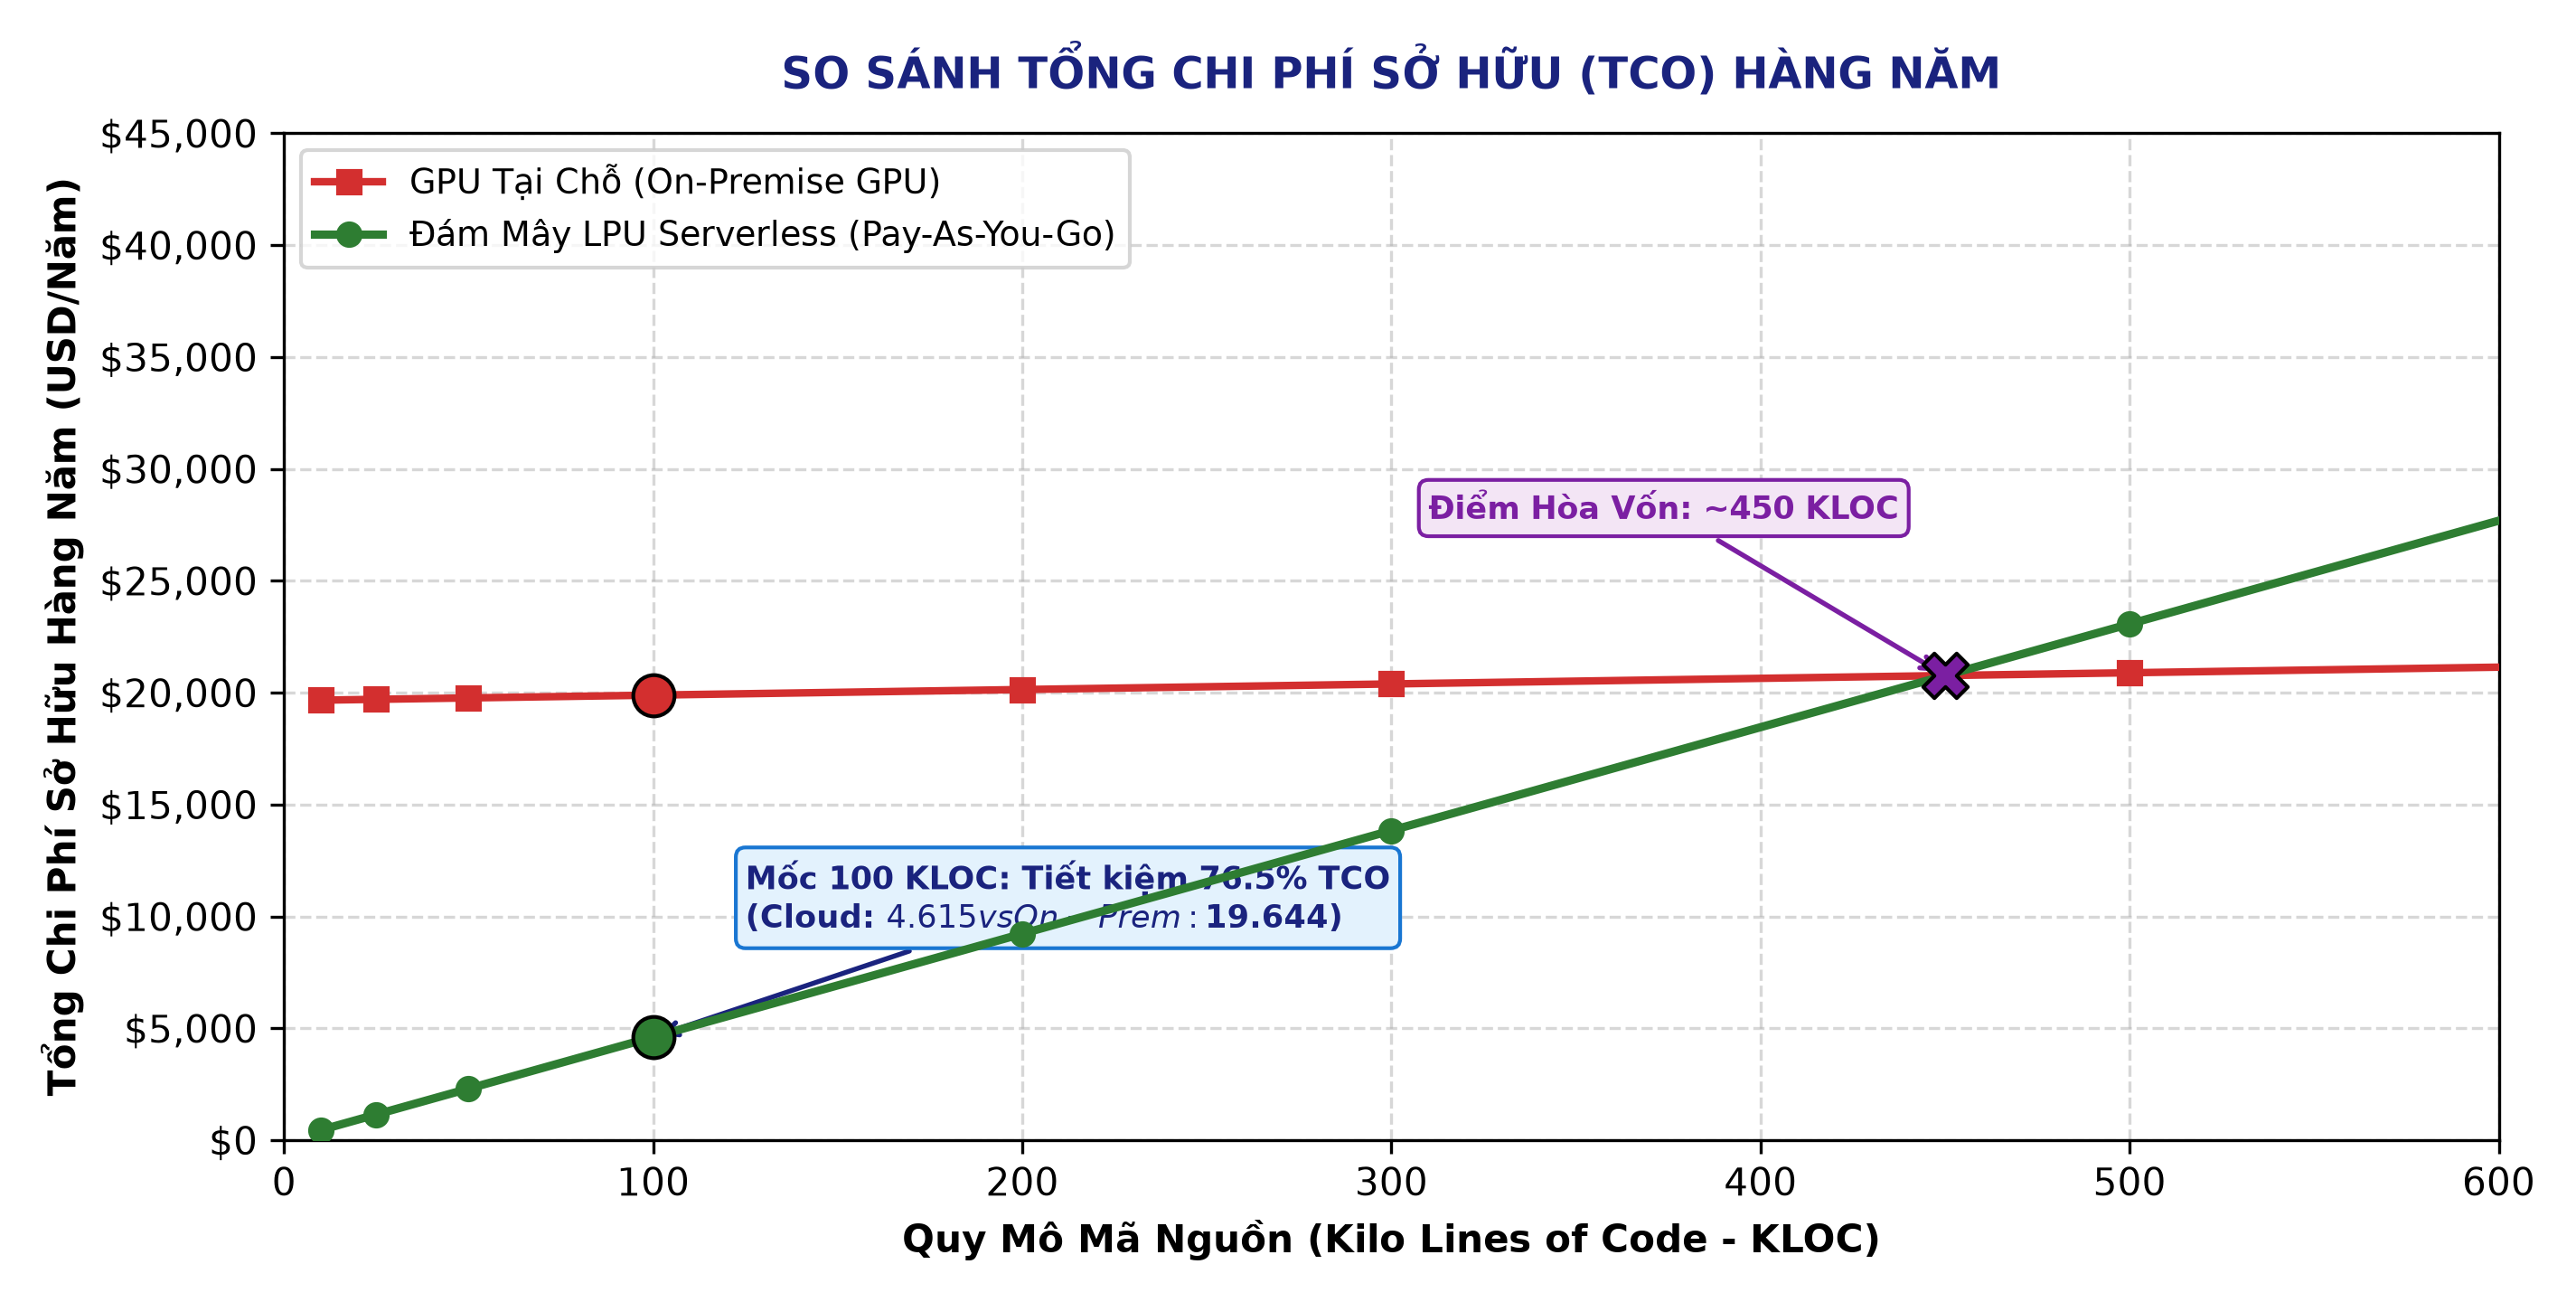 SO SÁNH TỔNG CHI PHÍ SỞ HỮU (TCO) HÀNG NĂM
Tổng Chi Phí Sở Hữu Hàng Năm (USD/Năm)
$45,000
$40,000
$35,000
$30,000
$25,000
$20,000
$15,000
$10,000
$5,000
$0
GPU Tại Chỗ (On-Premise GPU)
Đám Mây LPU Serverless (Pay-As-You-Go)
Điểm Hòa Vốn: ~450 KLOC
Mốc 100 KLOC: Tiết kiệm 76.5% TCO
(Cloud: 4.615vsOn-Prem:19.644)
0 100 200 300 400 500 600
Quy Mô Mã Nguồn (Kilo Lines of Code - KLOC)